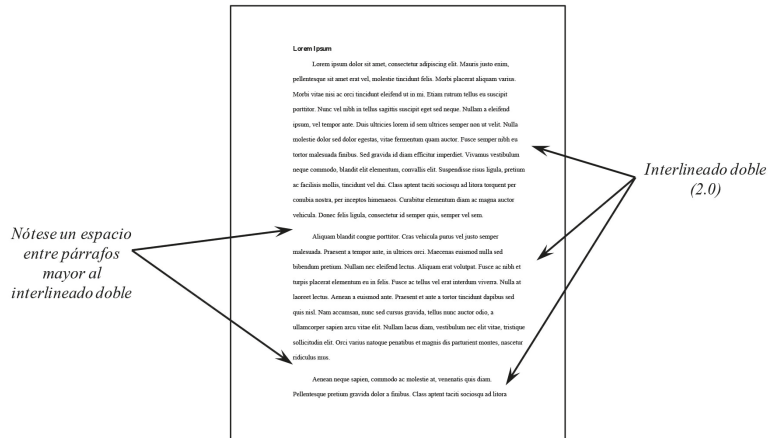 Lorem Ipsum
Lorem ipsum dolor sit amet, consectetur adipiscing elit. Mauris justo enim,
pellentesque sit amet erat vel, molestie tincidunt felis. Morbi placerat aliquam varius.
Morbi vitae nisi ac orci tincidunt eleifend ut in mi. Etiam rutrum tellus eu suscipit
porttitor. Nunc vel nibh in tellus sagittis suscipit eget sed neque. Nullam a eleifend
ipsum, vel tempor ante. Duis ultricies lorem id sem ultrices semper non ut velit. Nulla
molestie dolor sed dolor egestas, vitae fermentum quam auctor. Fusce semper nibh eu
tortor malesuada finibus. Sed gravida id diam efficitur imperdiet. Vivamus vestibulum
neque commodo, blandit elit elementum, convallis elit. Suspendisse risus ligula, pretium
ac facilisis mollis, tincidunt vel dui. Class aptent taciti sociosqu ad litora torquent per
conubia nostra, per inceptos himenaeos. Curabitur elementum diam ac magna auctor
vehicula. Donec felis ligula, consectetur id semper quis, semper vel sem.
Aliquam blandit congue porttitor. Cras vehicula purus vel justo semper
malesuada. Praesent a tempor ante, in ultrices orci. Maecenas euismod nulla sed
bibendum pretium. Nullam nec eleifend lectus. Aliquam erat volutpat. Fusce ac nibh et
turpis placerat elementum eu in felis. Fusce ac tellus vel erat interdum viverra. Nulla at
laoreet lectus. Aenean a euismod ante. Praesent et ante a tortor tincidunt dapibus sed
quis nisl. Nam accumsan, nunc sed cursus gravida, tellus nunc auctor odio, a
ullamcorper sapien arcu vitae elit. Nullam lacus diam, vestibulum nec elit vitae, tristique
sollicitudin elit. Orci varius natoque penatibus et magnis dis parturient montes, nascetur
ridiculus mus.
Aenean neque sapien, commodo ac molestie at, venenatis quis diam.
Pellentesque pretium gravida dolor a finibus. Class aptent taciti sociosqu ad litora
Nótese un espacio
entre párrafos
mayor al
interlineado doble
Interlineado doble
(2.0)